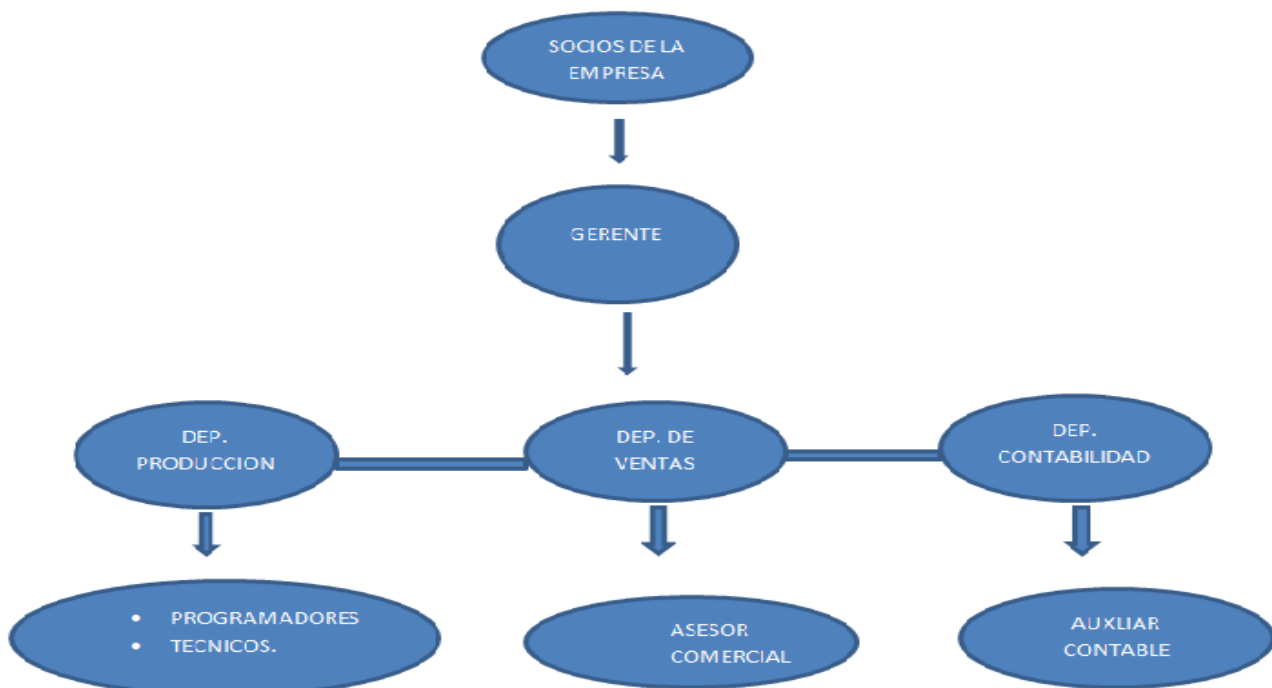 SOCIOS DE LA
EMPRESA
GERENTE
DEP.
PRODUCCION
DEP. DE
VENTAS
DEP.
CONTABILIDAD
• PROGRAMADORES
• TECNICOS.
ASESOR
COMERCIAL
AUXLIAR
CONTABLE